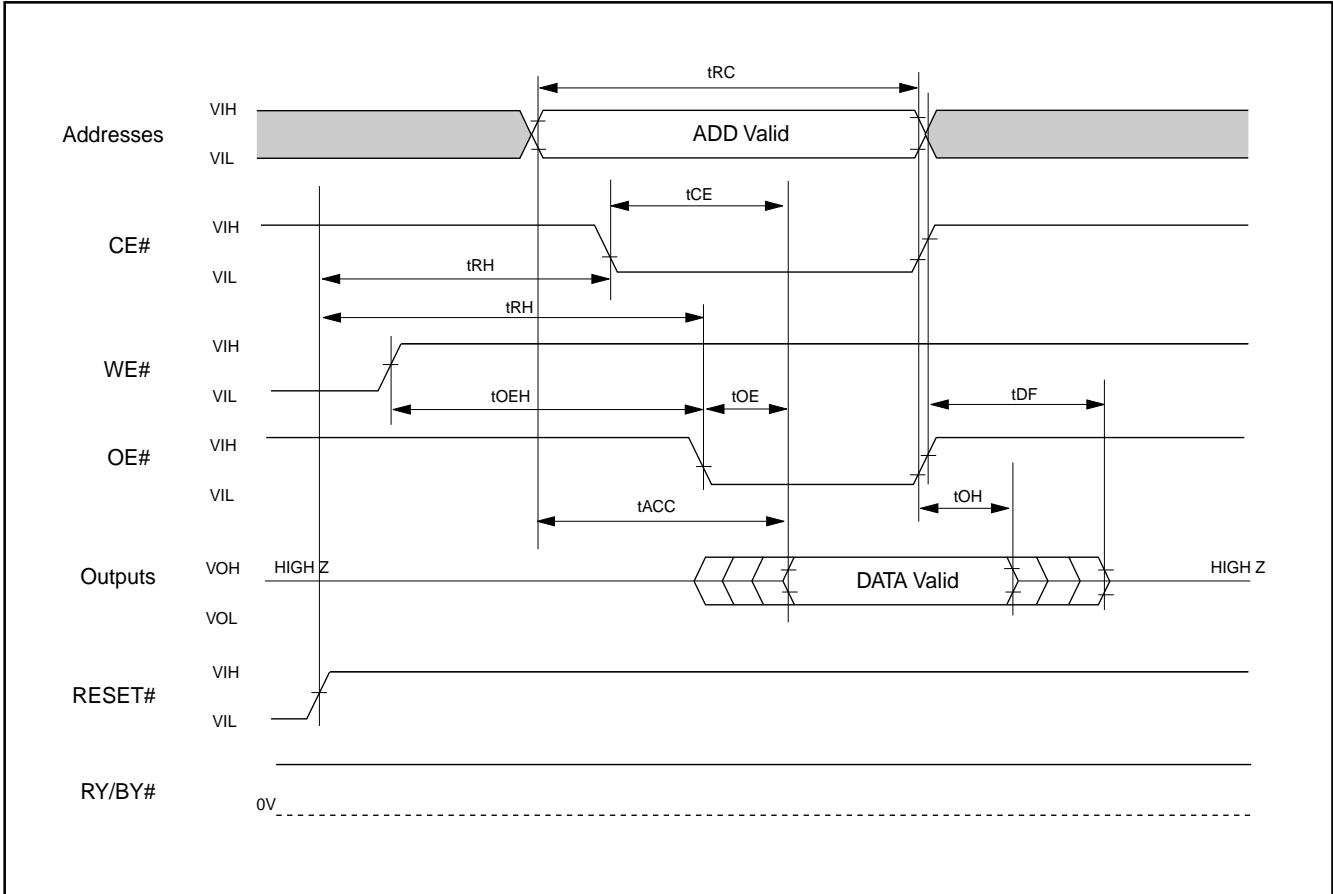 tRC
Addresses VIH ADD Valid
VIL
tCE
CE# VIH
VIL tRH
tRH
WE# VIH
VIL tOEH tOE tDF
OE# VIH
VIL tACC tOH
Outputs VOH HIGH Z DATA Valid HIGH Z
VOL
RESET# VIH
VIL
RY/BY#
0V